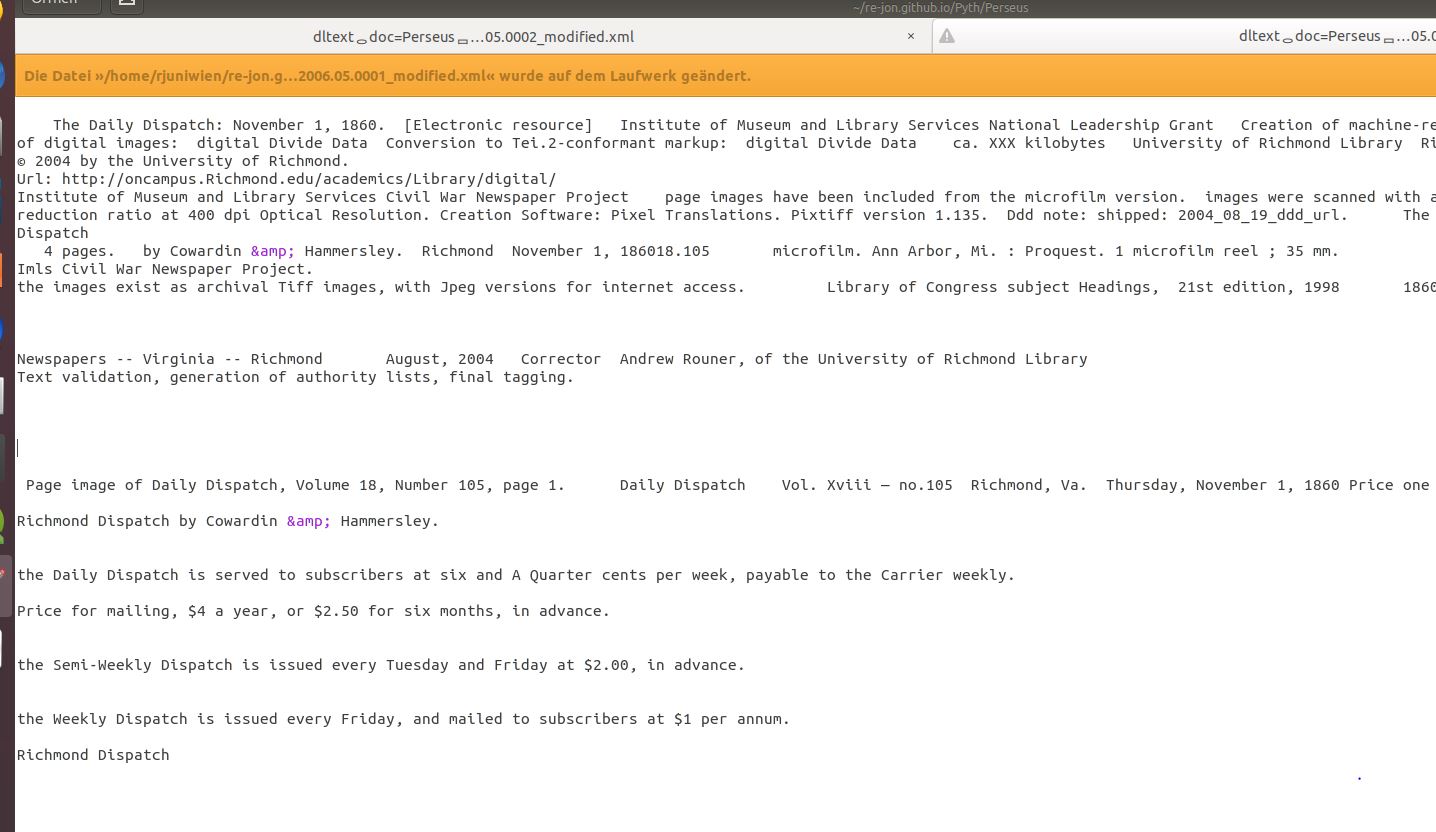 Öffnen
~/re-jon.github.io/Pyth/Perseus
dltext ⎵ doc=Perseus ⎵ …05.0002_modified.xml × dltext ⎵ doc=Perseus ⎵ …05.0
Die Datei »/home/rjuniwien/re-jon.g…2006.05.0001_modified.xml« wurde auf dem Laufwerk geändert.
The Daily Dispatch: November 1, 1860. [Electronic resource] Institute of Museum and Library Services National Leadership Grant Creation of machine-re
of digital images: digital Divide Data Conversion to Tei.2-conformant markup: digital Divide Data ca. XXX kilobytes University of Richmond Library Ri
© 2004 by the University of Richmond.
Url: http://oncampus.Richmond.edu/academics/Library/digital/
Institute of Museum and Library Services Civil War Newspaper Project page images have been included from the microfilm version. images were scanned with a
reduction ratio at 400 dpi Optical Resolution. Creation Software: Pixel Translations. Pixtiff version 1.135. Ddd note: shipped: 2004_08_19_ddd_url. The
Dispatch
4 pages. by Cowardin &amp; Hammersley. Richmond November 1, 186018.105 microfilm. Ann Arbor, Mi. : Proquest. 1 microfilm reel ; 35 mm.
Imls Civil War Newspaper Project.
the images exist as archival Tiff images, with Jpeg versions for internet access. Library of Congress subject Headings, 21st edition, 1998 1860
Newspapers -- Virginia -- Richmond August, 2004 Corrector Andrew Rouner, of the University of Richmond Library
Text validation, generation of authority lists, final tagging.
Page image of Daily Dispatch, Volume 18, Number 105, page 1. Daily Dispatch Vol. Xviii — no.105 Richmond, Va. Thursday, November 1, 1860 Price one
Richmond Dispatch by Cowardin &amp; Hammersley.
the Daily Dispatch is served to subscribers at six and A Quarter cents per week, payable to the Carrier weekly.
Price for mailing, $4 a year, or $2.50 for six months, in advance.
the Semi-Weekly Dispatch is issued every Tuesday and Friday at $2.00, in advance.
the Weekly Dispatch is issued every Friday, and mailed to subscribers at $1 per annum.
Richmond Dispatch
.